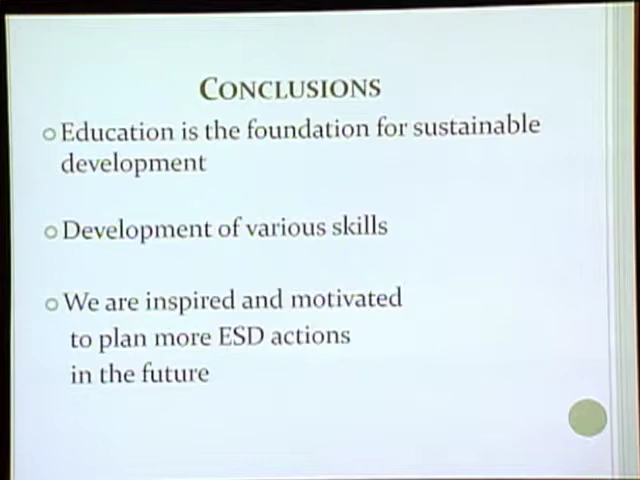 CONCLUSIONS
Education is the foundation for sustainable
development
Development of various skills
We are inspired and motivated
to plan more ESD actions
in the future